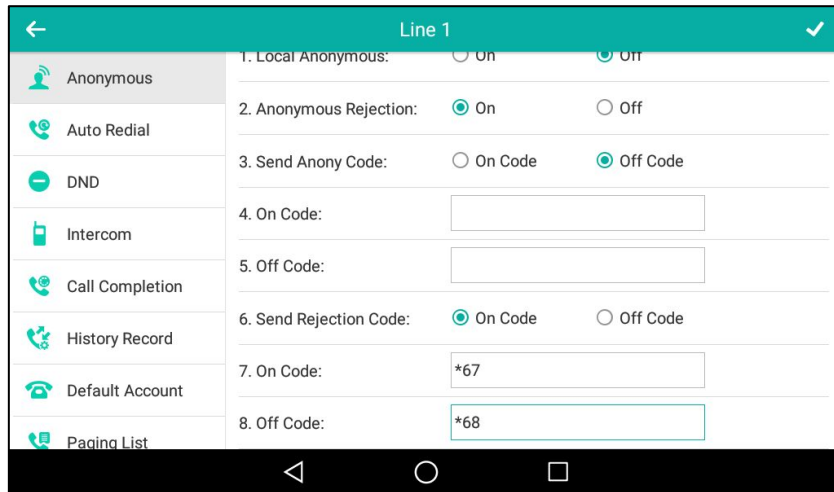 Line 1
Anonymous
Auto Redial
DND
Intercom
Call Completion
History Record
Default Account
Paging List
1. Local Anonymous: On Off
2. Anonymous Rejection: On Off
3. Send Anony Code: On Code Off Code
4. On Code:
5. Off Code:
6. Send Rejection Code: On Code Off Code
7. On Code: *67
8. Off Code: *68